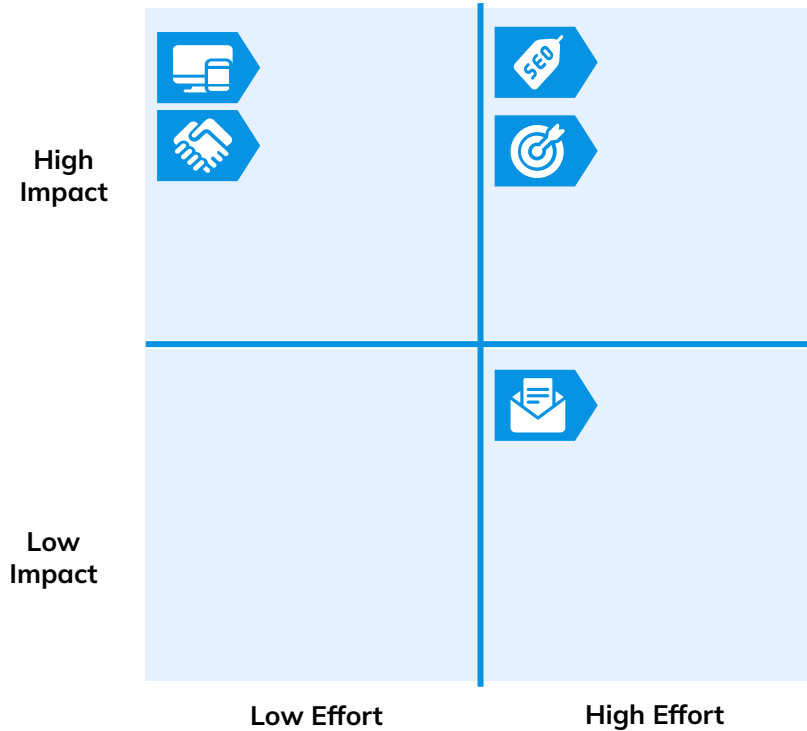 SEO
High
Impact
Low
Impact
Low Effort
High Effort